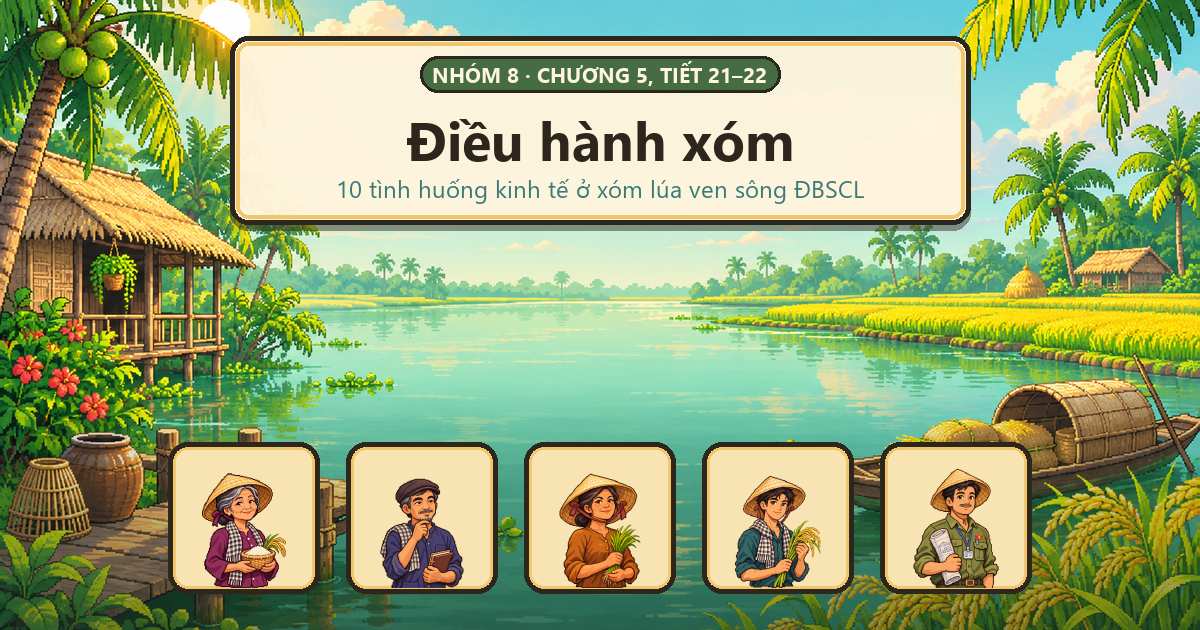 NHÓM 8 · CHƯƠNG 5, TIẾT 21–22
Điều hành xóm
10 tình huống kinh tế ở xóm lúa ven sông ĐBSCL